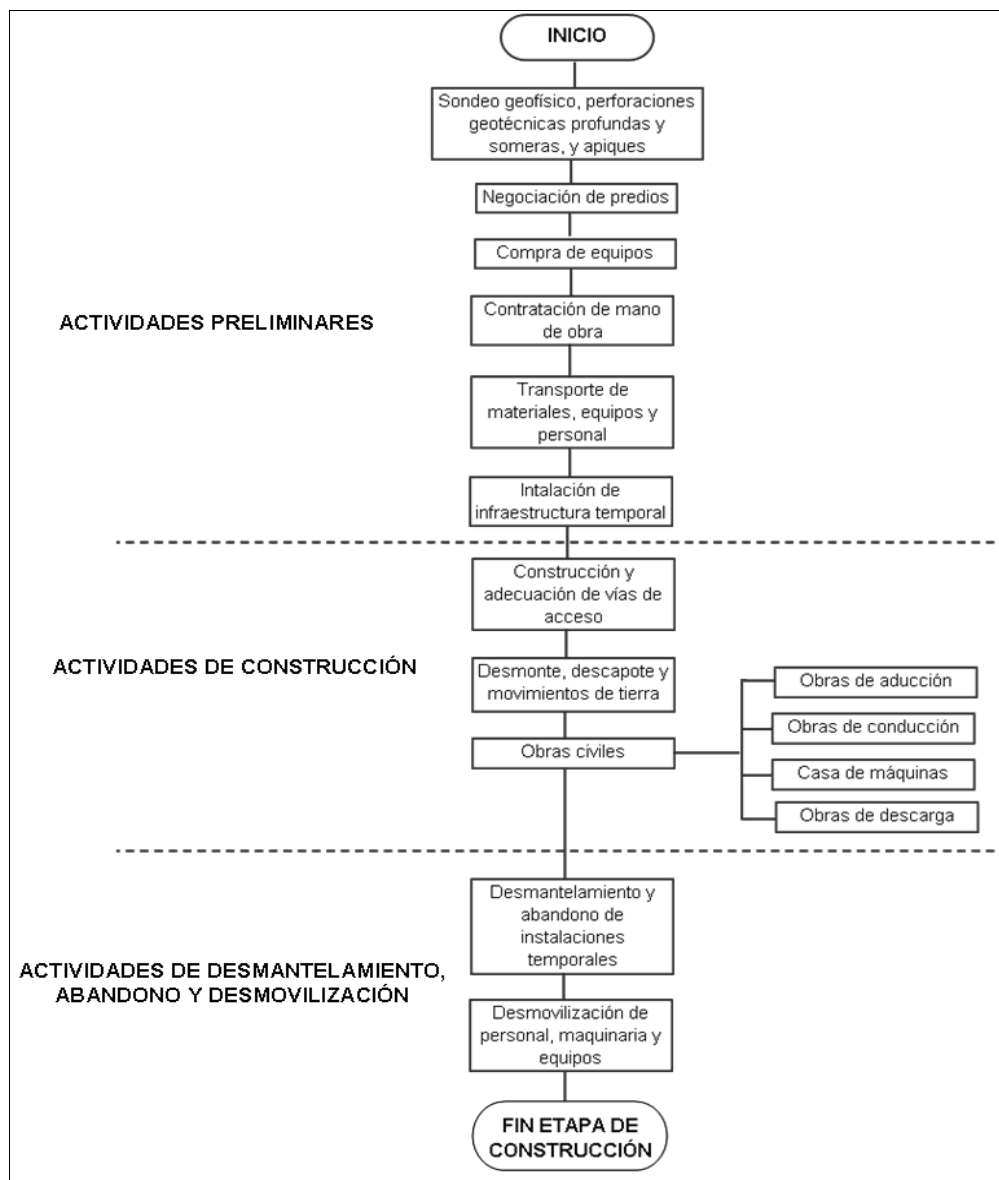 INICIO
Sondeo geofísico, perforaciones
geotécnicas profundas y
someras, y apiques
Negociación de predios
Compra de equipos
ACTIVIDADES PRELIMINARES
Contratación de mano
de obra
Transporte de
materiales, equipos y
personal
Intalación de
infraestructura temporal
Construcción y
adecuación de vías de
acceso
ACTIVIDADES DE CONSTRUCCIÓN
Desmonte, descapote y
movimientos de tierra
Obras civiles
Obras de aducción
Obras de conducción
Casa de máquinas
Obras de descarga
Desmantelamiento y
abandono de
instalaciones
temporales
ACTIVIDADES DE DESMANTELAMIENTO,
ABANDONO Y DESMOVILIZACIÓN
Desmovilización de
personal, maquinaria y
equipos
FIN ETAPA DE
CONSTRUCCIÓN